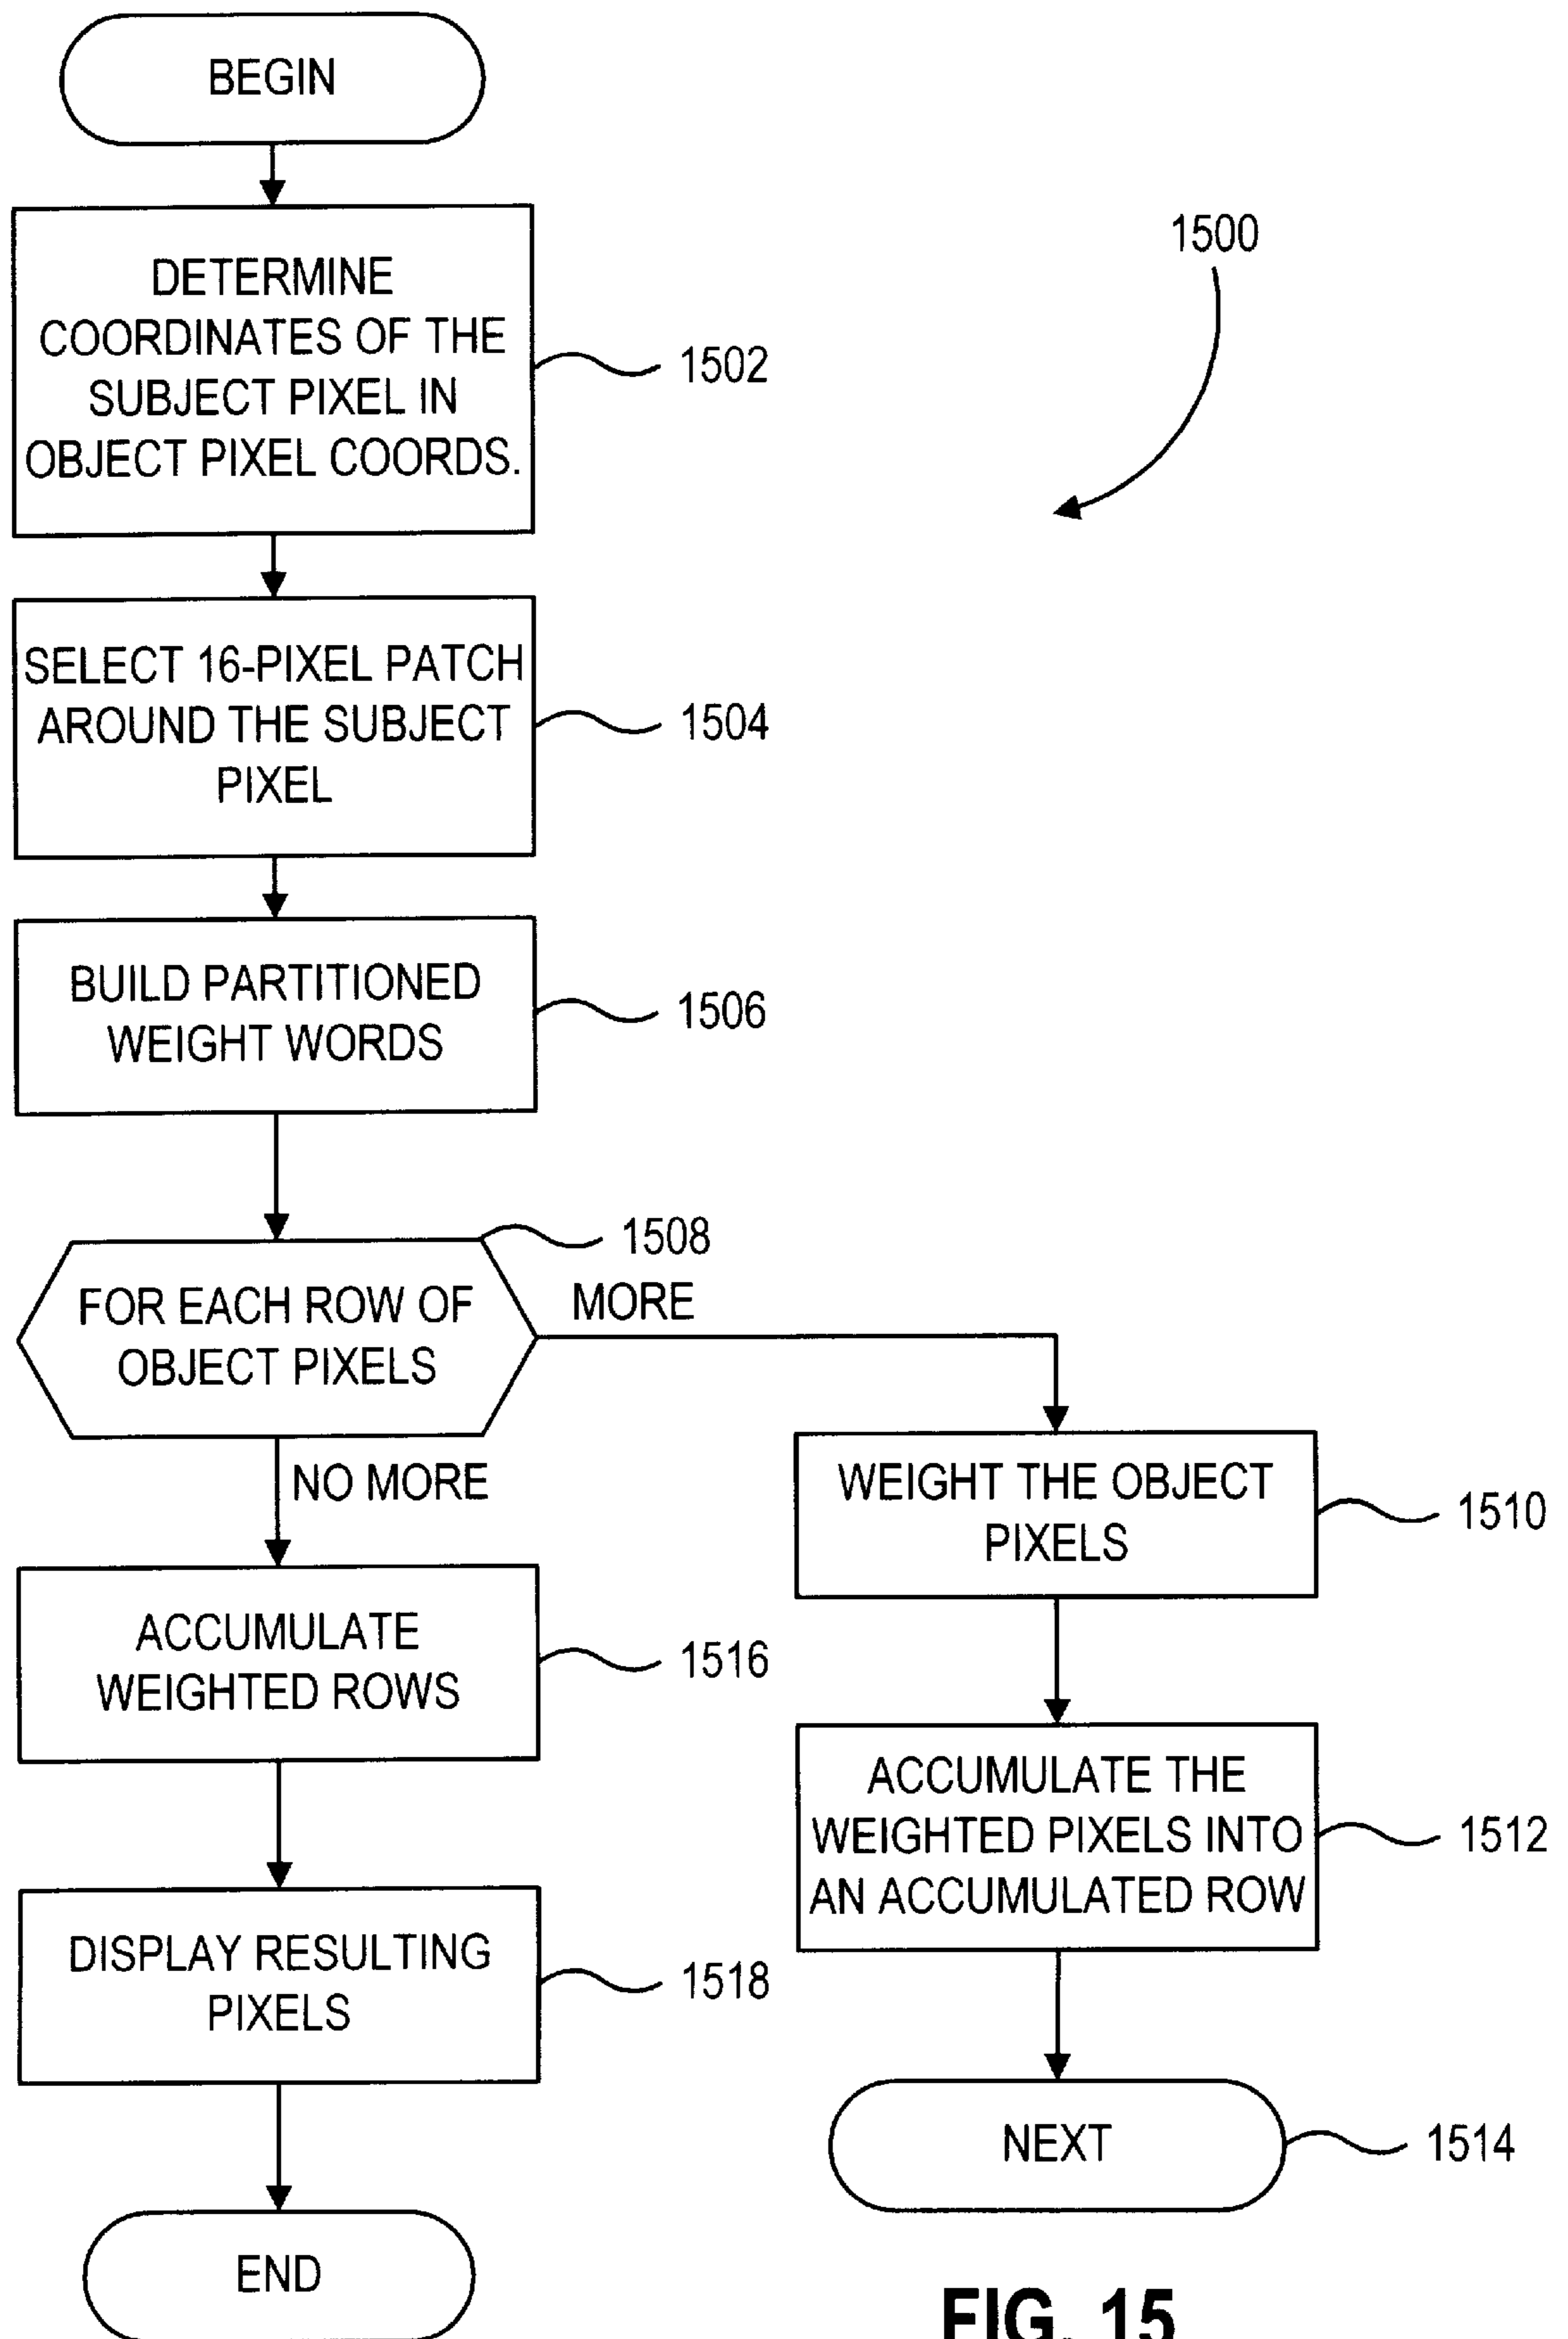 BEGIN
1500
DETERMINE
COORDINATES OF THE
SUBJECT PIXEL IN
OBJECT PIXEL COORDS.
1502
SELECT 16-PIXEL PATCH
AROUND THE SUBJECT
PIXEL
1504
BUILD PARTITIONED
WEIGHT WORDS
1506
1508
FOR EACH ROW OF
OBJECT PIXELS
MORE
NO MORE
WEIGHT THE OBJECT
PIXELS
1510
ACCUMULATE THE
WEIGHTED PIXELS INTO
AN ACCUMULATED ROW
1512
NEXT
1514
ACCUMULATE
WEIGHTED ROWS
1516
DISPLAY RESULTING
PIXELS
1518
END
FIG. 15